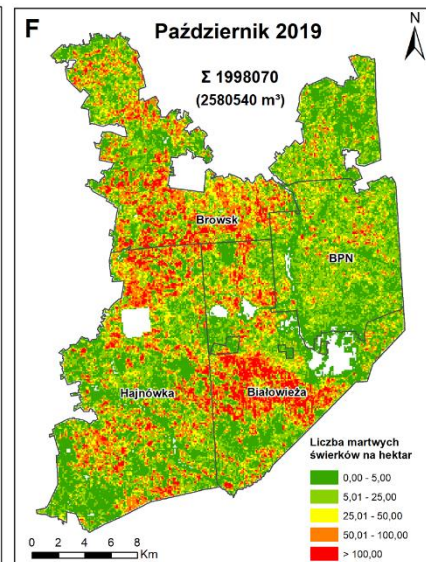 F
Październik 2019
N
Σ 1998070
(2580540 m³)
Browsk
BPN
Hajnówka
Białowieża
Liczba martwych
świerków na hektar
0,00 - 5,00
5,01 - 25,00
25,01 - 50,00
50,01 - 100,00
> 100,00
0 2 4 6 8
Km